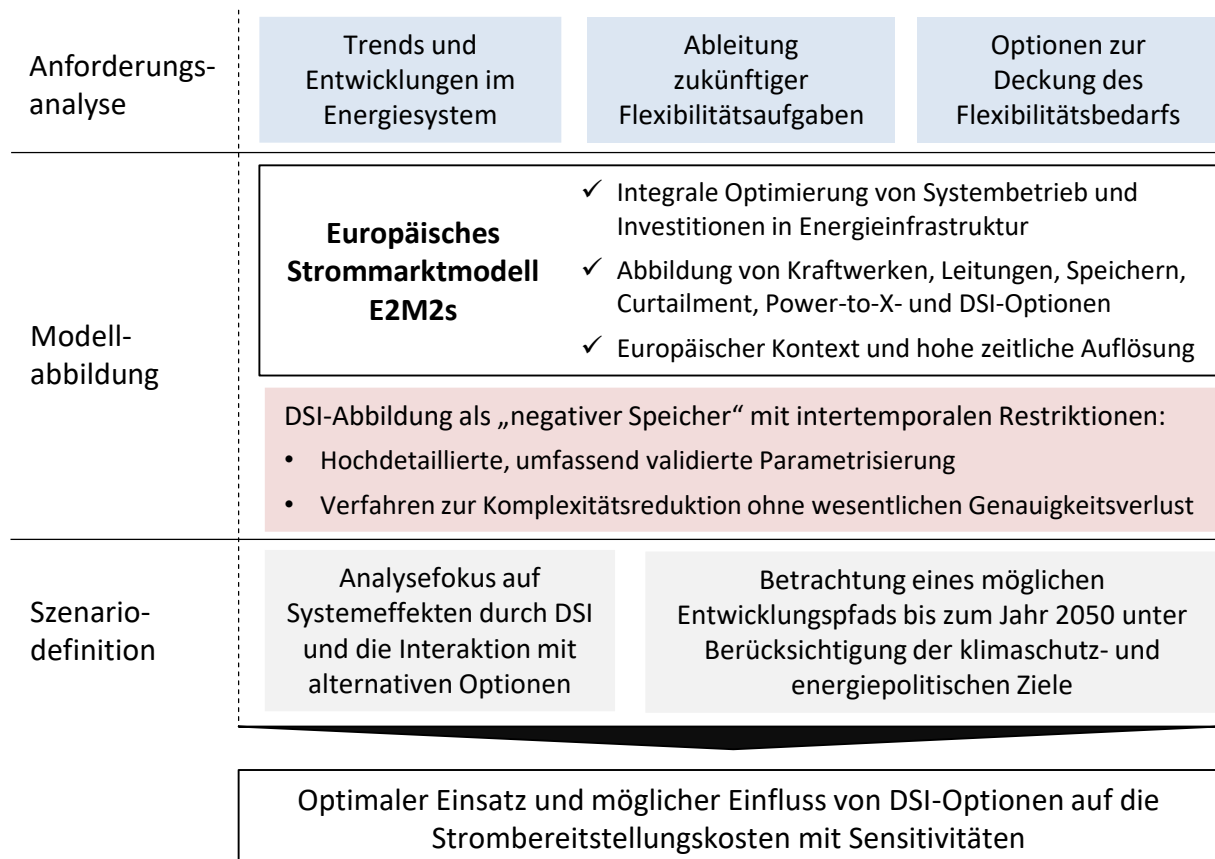 Anforderungs-
analyse
Trends und
Entwicklungen im
Energiesystem
Ableitung
zukünftiger
Flexibilitätsaufgaben
Optionen zur
Deckung des
Flexibilitätsbedarfs
Modell-
abbildung
Europäisches
Strommarktmodell
E2M2s
✓ Integrale Optimierung von Systembetrieb und
Investitionen in Energieinfrastruktur
✓ Abbildung von Kraftwerken, Leitungen, Speichern,
Curtailment, Power-to-X- und DSI-Optionen
✓ Europäischer Kontext und hohe zeitliche Auflösung
DSI-Abbildung als „negativer Speicher“ mit intertemporalen Restriktionen:
• Hochdetaillierte, umfassend validierte Parametrisierung
• Verfahren zur Komplexitätsreduktion ohne wesentlichen Genauigkeitsverlust
Szenario-
definition
Analysefokus auf
Systemeffekten durch DSI
und die Interaktion mit
alternativen Optionen
Betrachtung eines möglichen
Entwicklungspfads bis zum Jahr 2050 unter
Berücksichtigung der klimaschutz- und
energiepolitischen Ziele
Optimaler Einsatz und möglicher Einfluss von DSI-Optionen auf die
Strombereitstellungskosten mit Sensitivitäten